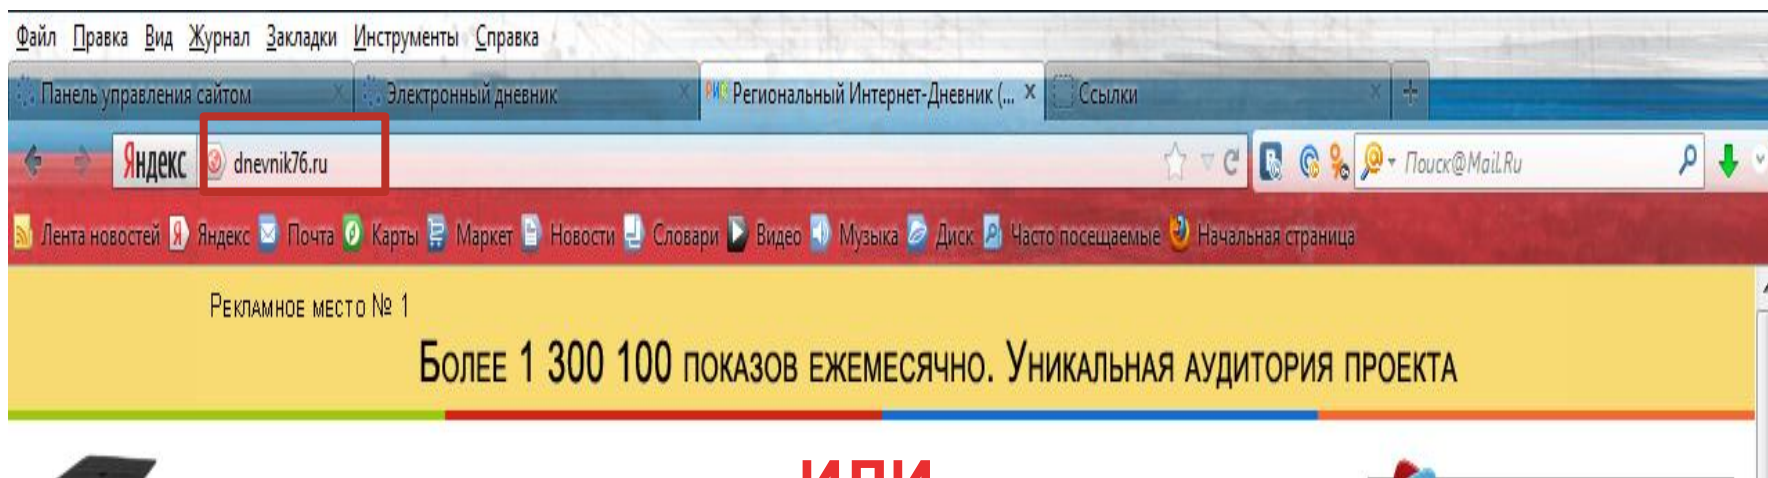 Файл Правка Вид Журнал Закладки Инструменты Справка
Панель управления сайтом Электронный дневник Региональный Интернет-Дневник (... Ссылки
Яндекс dnevnik76.ru Поиск@Mail.Ru
Лента новостей Яндекс Почта Карты Маркет Новости Словари Видео Музыка Диск Часто посещаемые Начальная страница
Рекламное место № 1
Более 1 300 100 показов ежемесячно. Уникальная аудитория проекта